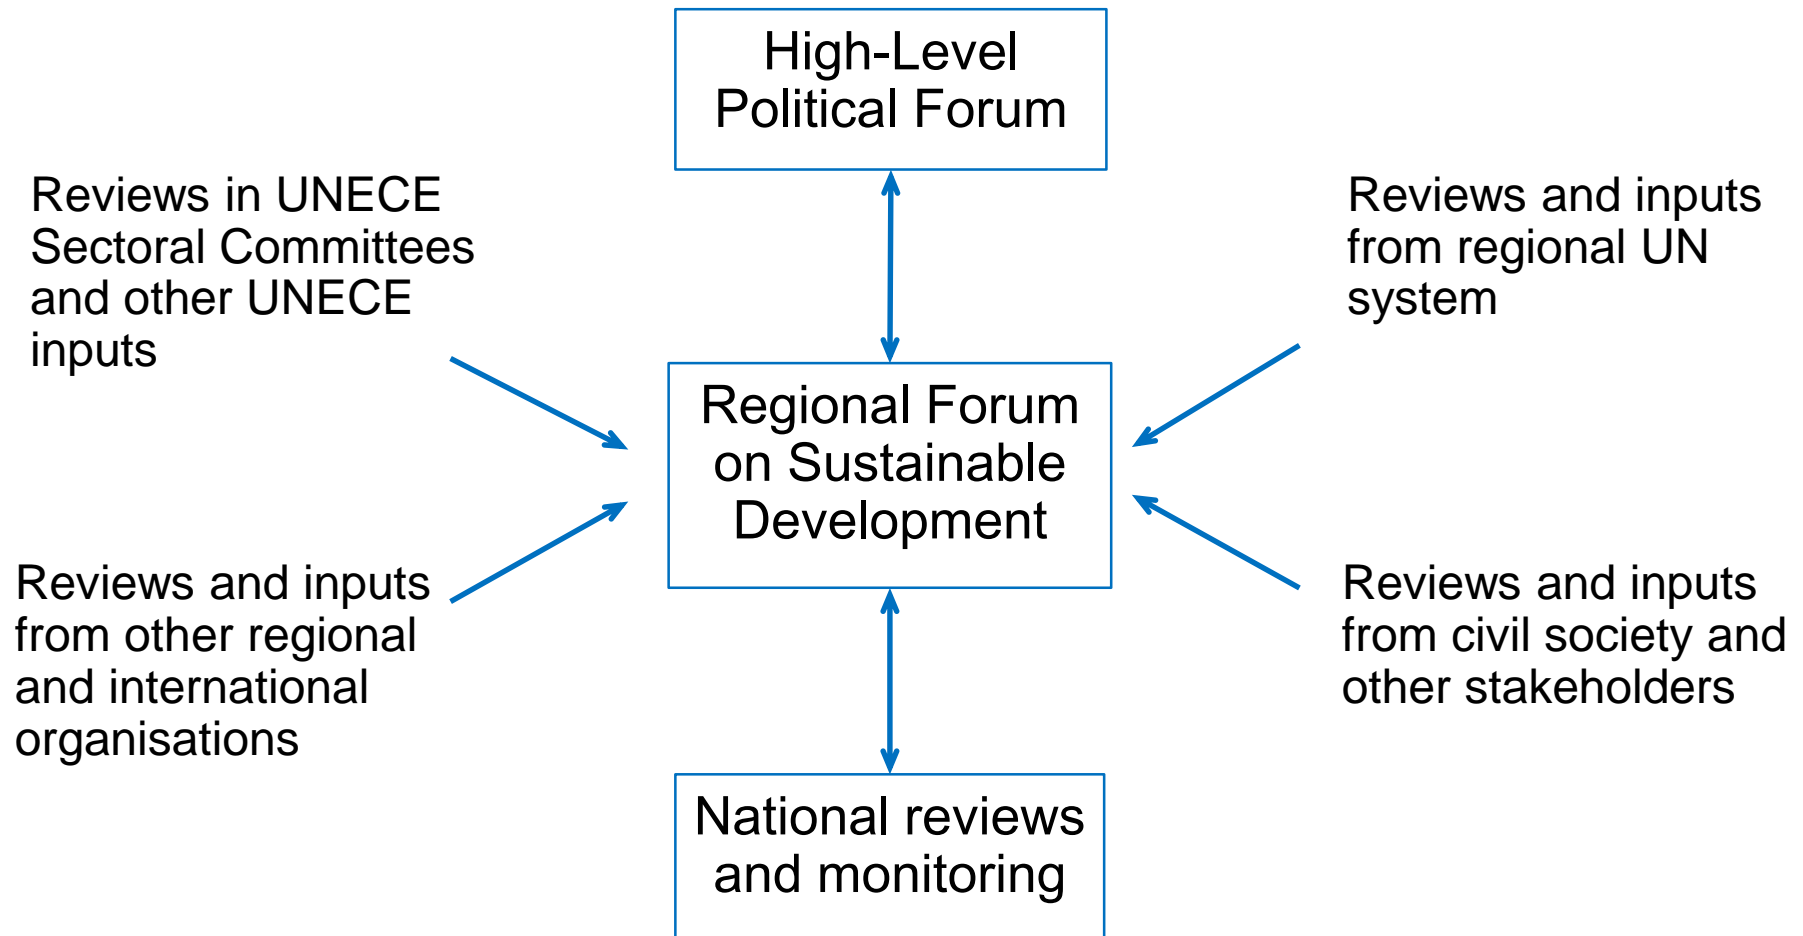 High-Level
Political Forum
Reviews in UNECE
Sectoral Committees
and other UNECE
inputs
Reviews and inputs
from regional UN
system
Regional Forum
on Sustainable
Development
Reviews and inputs
from other regional
and international
organisations
Reviews and inputs
from civil society and
other stakeholders
National reviews
and monitoring